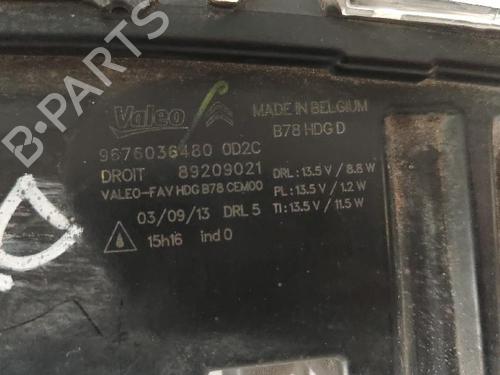 Valeo
MADE IN BELGIUM
B78 HDG D
9676036480 0D2C
DROIT 89209021
VALEO-FAV HDG B78 CEM00
DRL : 13.5 V / 8.8 W
PL : 13.5 V / 1.2 W
TI : 13.5 V / 11.5 W
03/09/13 DRL 5
15h16 ind 0